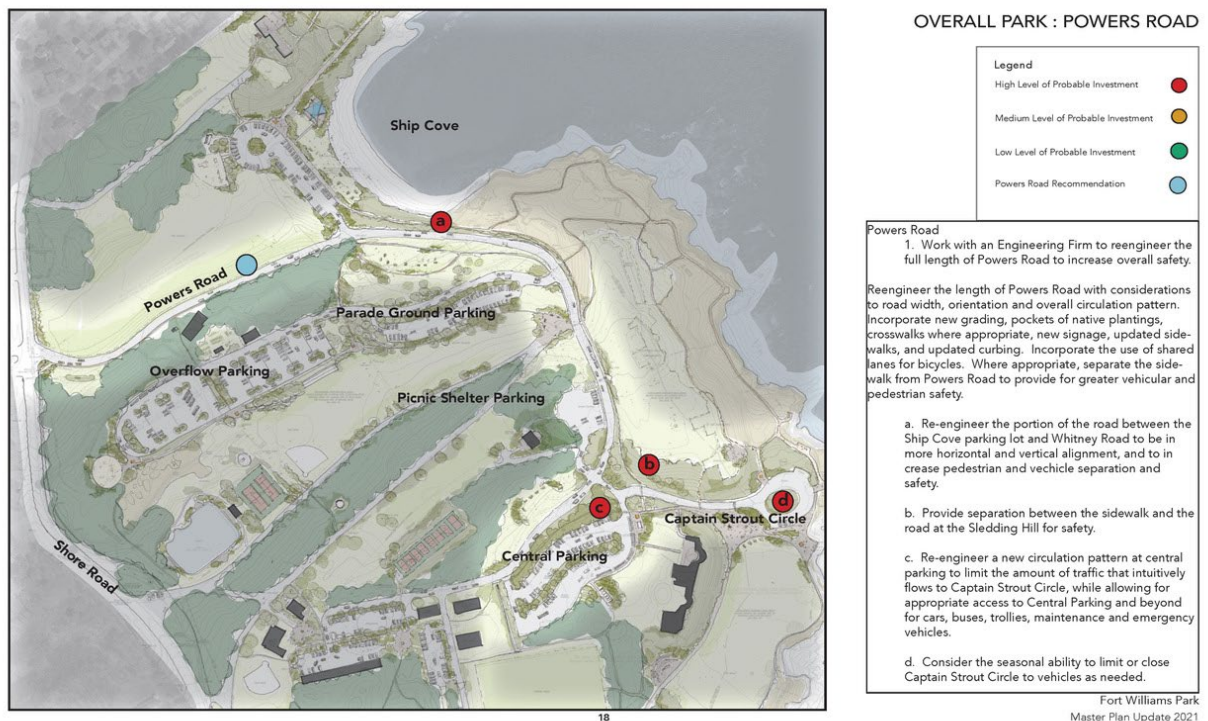 OVERALL PARK : POWERS ROAD
Legend
High Level of Probable Investment
Medium Level of Probable Investment
Low Level of Probable Investment
Powers Road Recommendation
Ship Cove
a
Powers Road
Parade Ground Parking
Overflow Parking
Picnic Shelter Parking
b
c
d
Captain Strout Circle
Central Parking
Shore Road
Powers Road
1. Work with an Engineering Firm to reengineer the
full length of Powers Road to increase overall safety.
Reengineer the length of Powers Road with considerations
to road width, orientation and overall circulation pattern.
Incorporate new grading, pockets of native plantings,
crosswalks where appropriate, new signage, updated side-
walks, and updated curbing. Incorporate the use of shared
lanes for bicycles. Where appropriate, separate the side-
walk from Powers Road to provide for greater vehicular and
pedestrian safety.
a. Re-engineer the portion of the road between the
Ship Cove parking lot and Whitney Road to be in
more horizontal and vertical alignment, and to in
crease pedestrian and vechicle separation and
safety.
b. Provide separation between the sidewalk and the
road at the Sledding Hill for safety.
c. Re-engineer a new circulation pattern at central
parking to limit the amount of traffic that intuitively
flows to Captain Strout Circle, while allowing for
appropriate access to Central Parking and beyond
for cars, buses, trollies, maintenance and emergency
vehicles.
d. Consider the seasonal ability to limit or close
Captain Strout Circle to vehicles as needed.
18
Fort Williams Park
Master Plan Update 2021